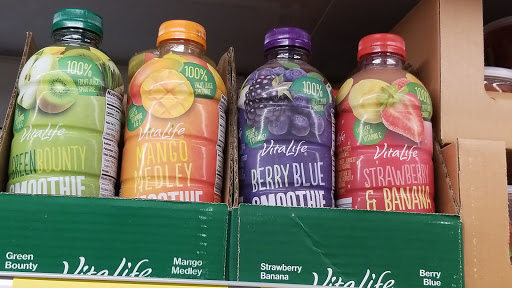 100%
VitaLife
GREEN BOUNTY
SMOOTHIE
100%
VitaLife
MANGO
MEDLEY
SMOOTHIE
100%
VitaLife
BERRY BLUE
SMOOTHIE
100%
VitaLife
STRAWBERRY
& BANANA
Green
Bounty
VitaLife
Mango
Medley
Strawberry
Banana
VitaLife
Berry
Blue